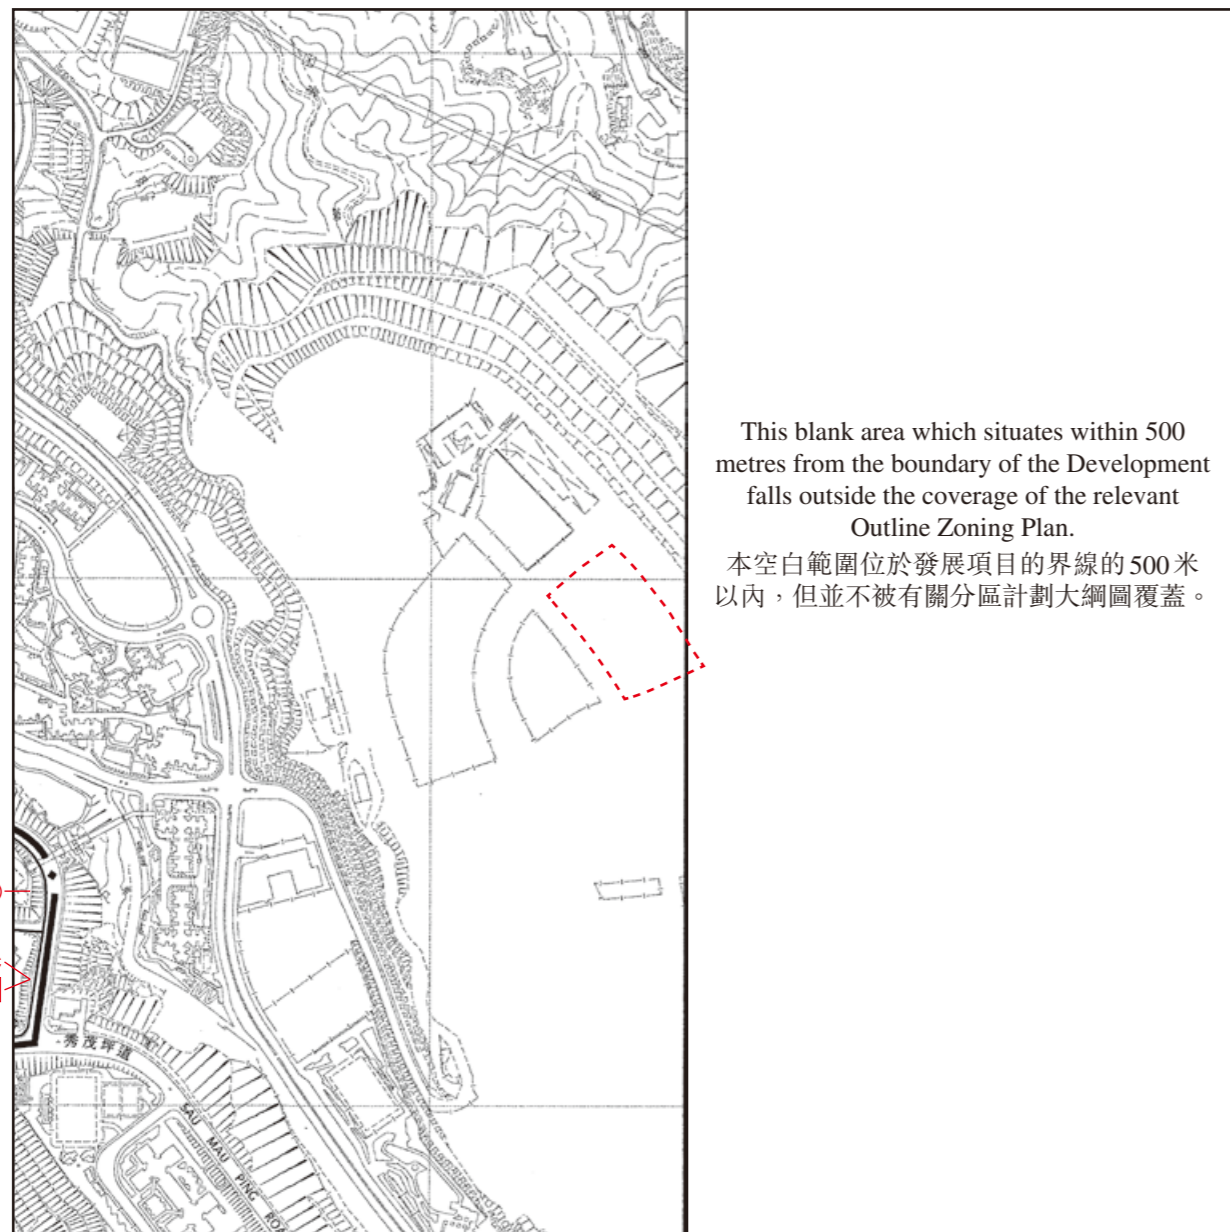 This blank area which situates within 500
metres from the boundary of the Development
falls outside the coverage of the relevant
Outline Zoning Plan.
本空白範圍位於發展項目的界線的500米
以內，但並不被有關分區計劃大綱圖覆蓋。
秀茂坪道
SAU MAU PING ROA